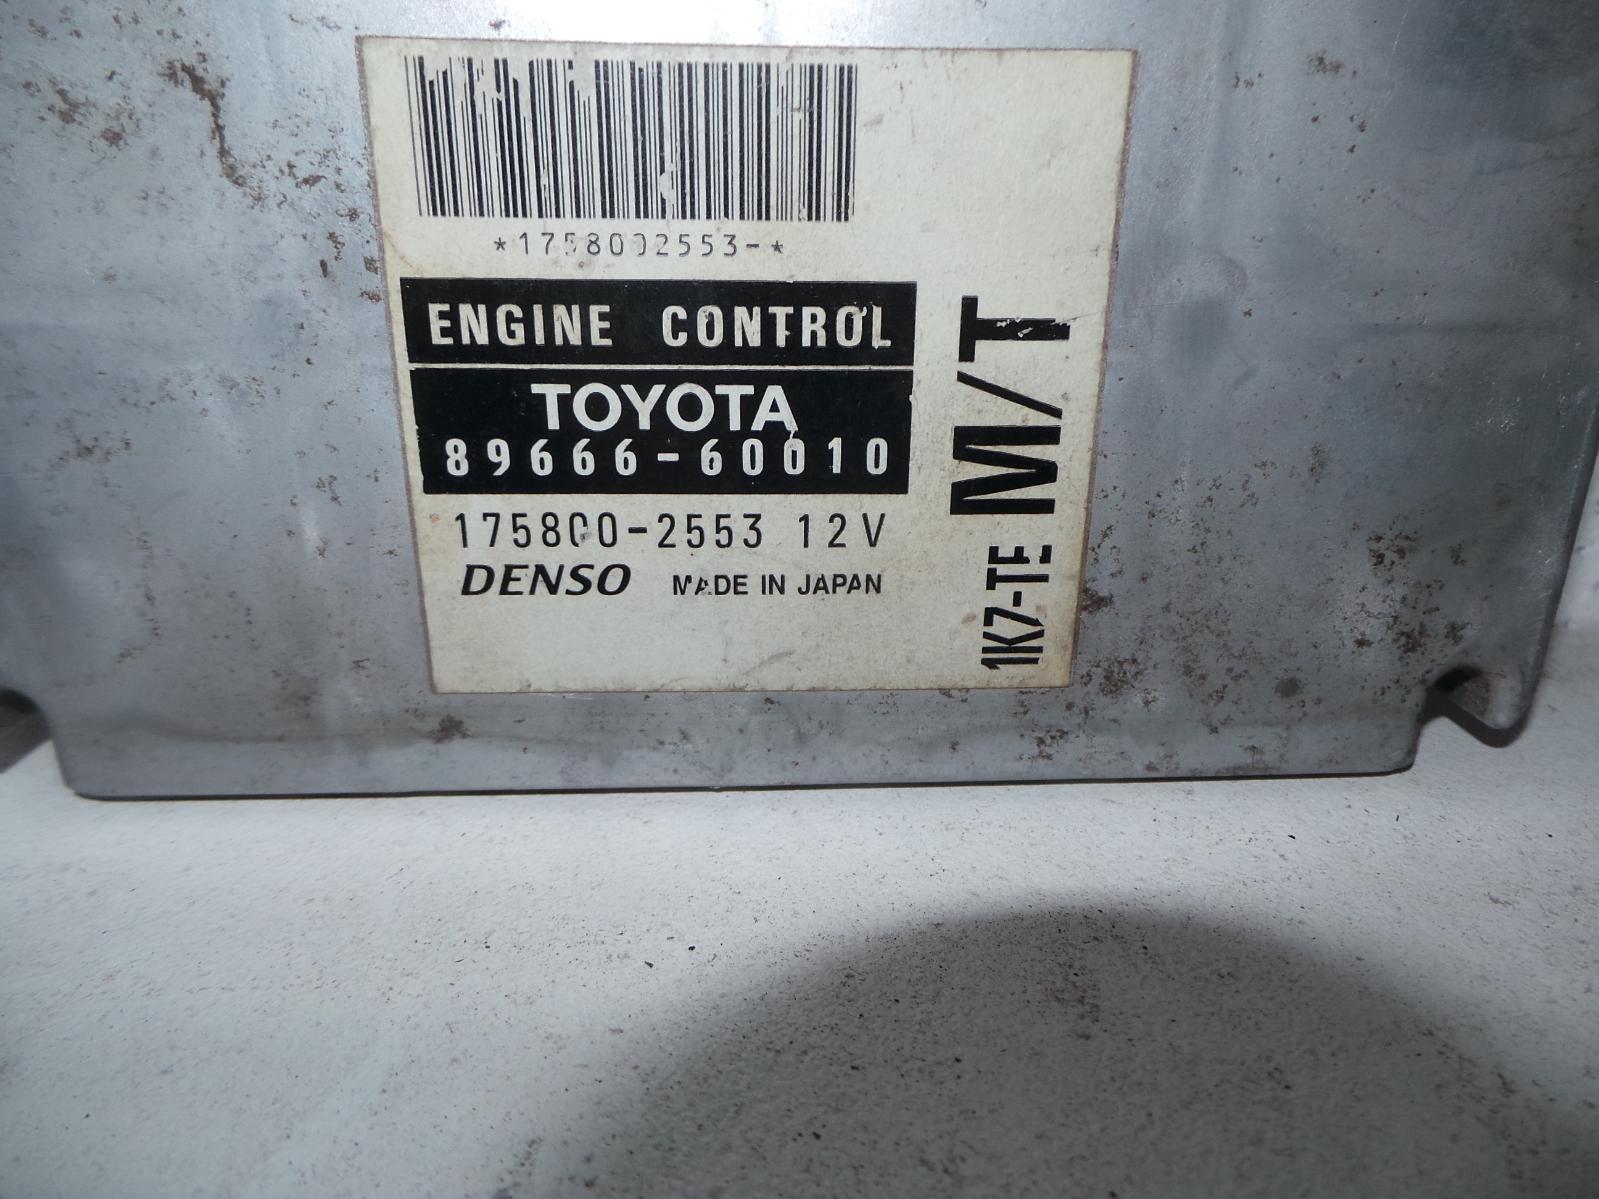 *1758002553-*
ENGINE CONTROL
TOYOTA
89666-60010
175800-2553 12V
DENSO MADE IN JAPAN
1KZ-TE M/T